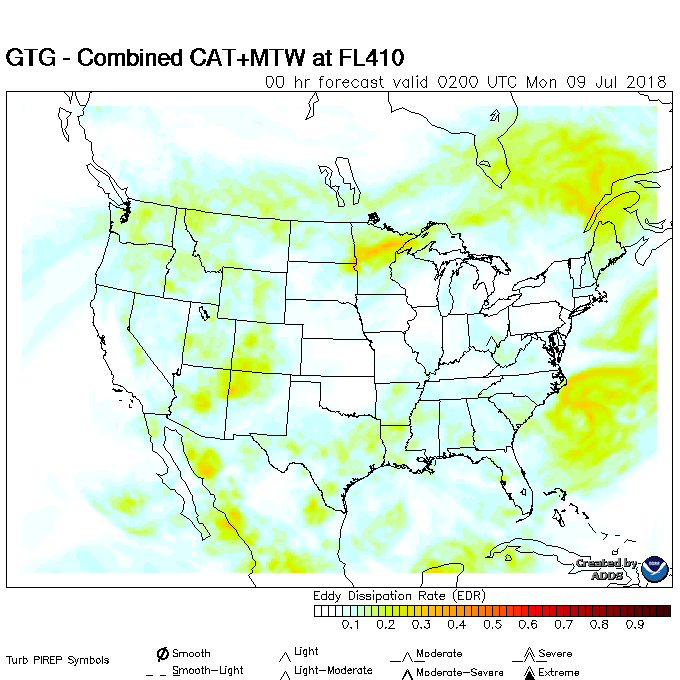 GTG - Combined CAT+MTW at FL410
00 hr forecast valid 0200 UTC Mon 09 Jul 2018
Created by
ADDS
Eddy Dissipation Rate (EDR)
0.1 0.2 0.3 0.4 0.5 0.6 0.7 0.8 0.9
Turb PIREP Symbols
Smooth
Light
Moderate
Severe
Smooth-Light
Light-Moderate
Moderate-Severe
Extreme